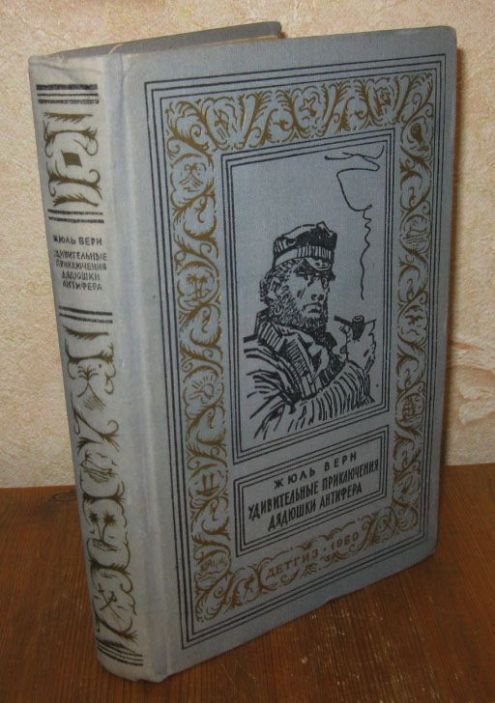 ЖЮЛЬ ВЕРН
УДИВИТЕЛЬНЫЕ
ПРИКЛЮЧЕНИЯ
ДЯДЮШКИ
АНТИФЕРА
ЖЮЛЬ ВЕРН
УДИВИТЕЛЬНЫЕ ПРИКЛЮЧЕНИЯ
ДЯДЮШКИ АНТИФЕРА
ДЕТГИЗ · 1960